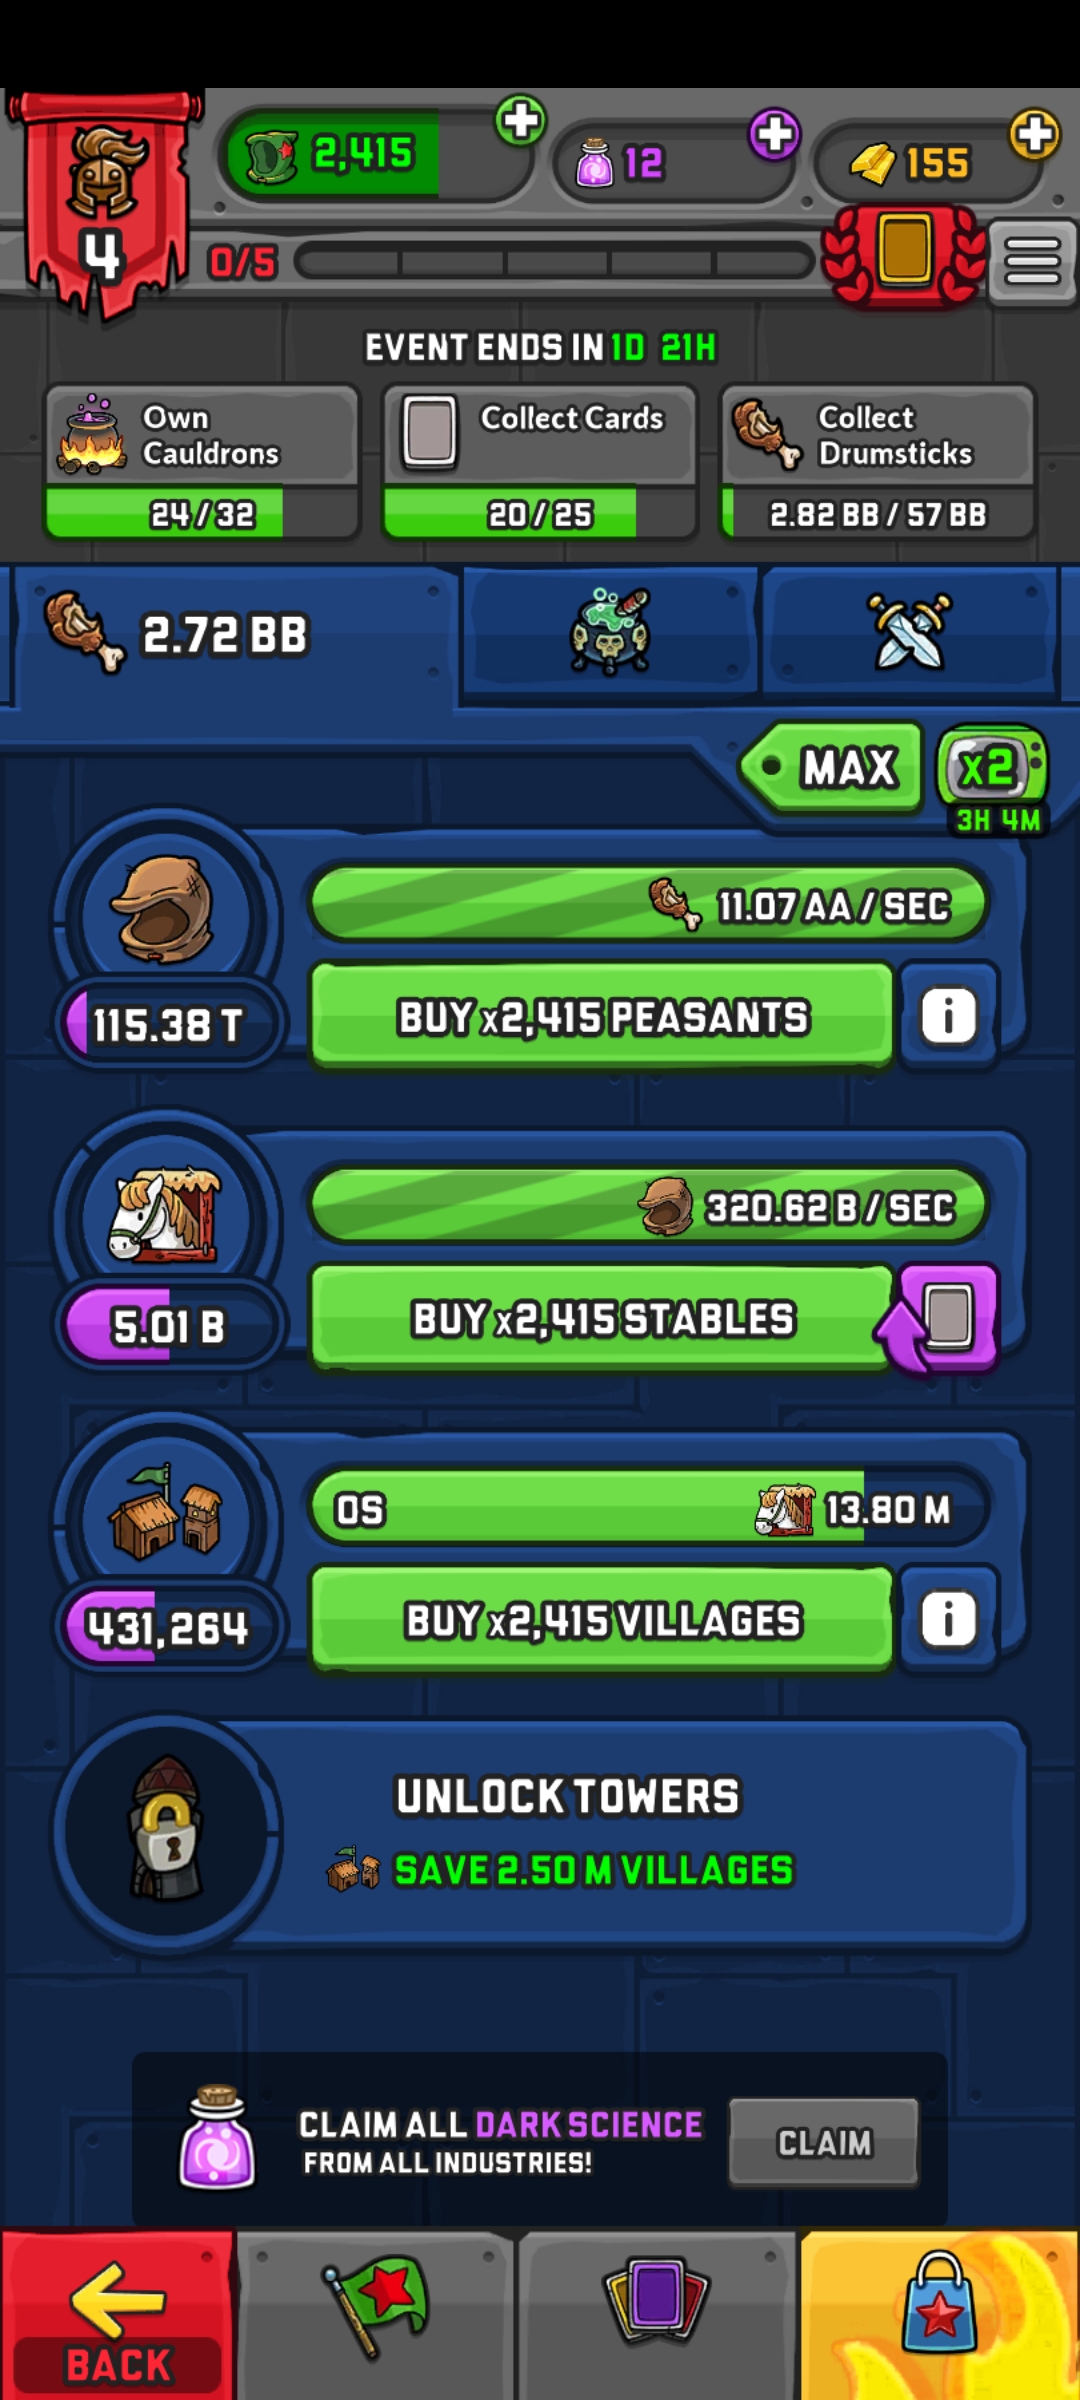 2,415
12
155
4
0/5
EVENT ENDS IN 1D 21H
Own Cauldrons
24/32
Collect Cards
20/25
Collect Drumsticks
2.82 BB/57 BB
2.72 BB
MAX
x2
3H 4M
11.07 AA/SEC
115.38 T
BUY x2,415 PEASANTS
i
320.62 B/SEC
5.01 B
BUY x2,415 STABLES
0S
13.80 M
431,264
BUY x2,415 VILLAGES
i
UNLOCK TOWERS
SAVE 2.50 M VILLAGES
CLAIM ALL DARK SCIENCE
FROM ALL INDUSTRIES!
CLAIM
BACK